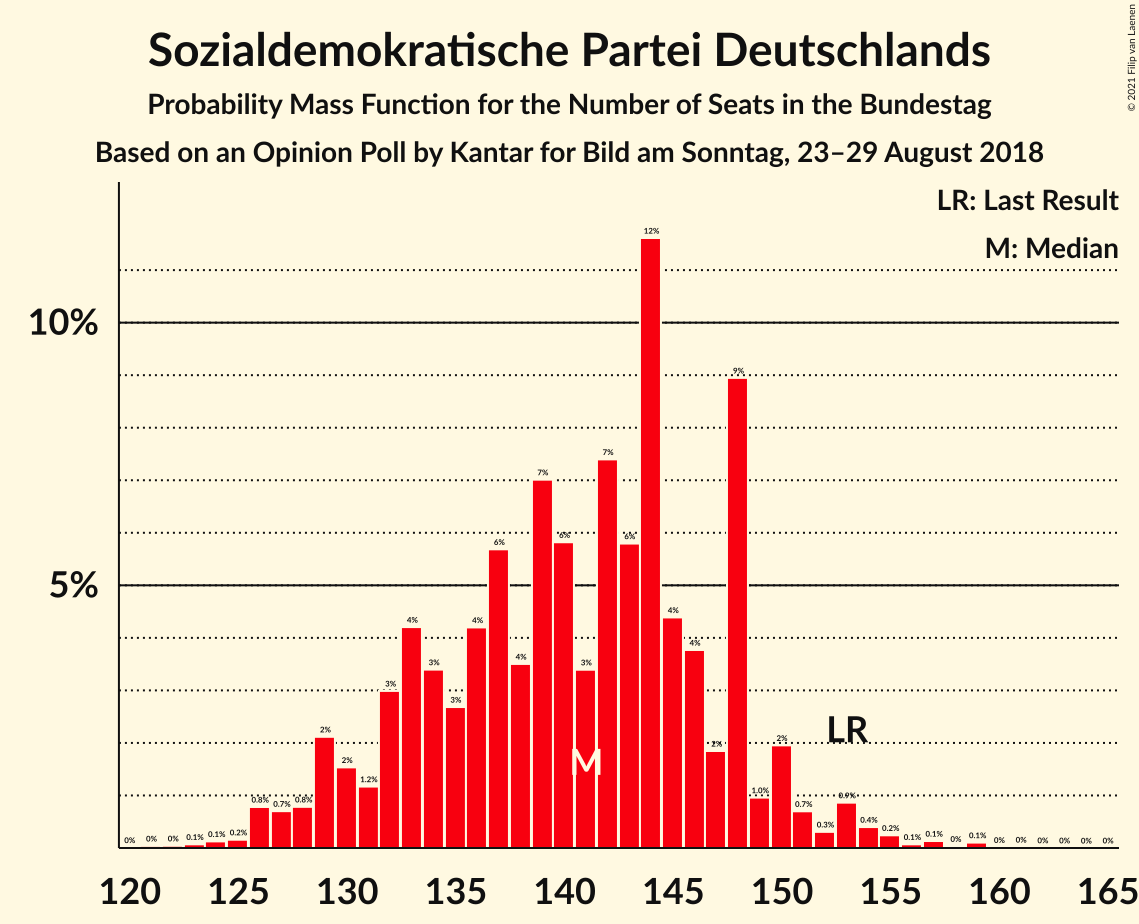 Sozialdemokratische Partei Deutschlands
Probability Mass Function for the Number of Seats in the Bundestag
Based on an Opinion Poll by Kantar for Bild am Sonntag, 23–29 August 2018
© 2021 Filip van Laenen
LR: Last Result
M: Median
10%
5%
0% 0% 0% 0.1% 0.1% 0.2% 0.8% 0.7% 0.8% 2% 2% 1.2% 3% 4% 3% 3% 4% 6% 4% 7% 6% 3% 7% 6% 12% 4% 4% 2% 9% 1.0% 2% 0.7% 0.3% 0.9% 0.4% 0.2% 0.1% 0.1% 0% 0.1% 0% 0% 0% 0% 0% 0%
LR
M
120 125 130 135 140 145 150 155 160 165